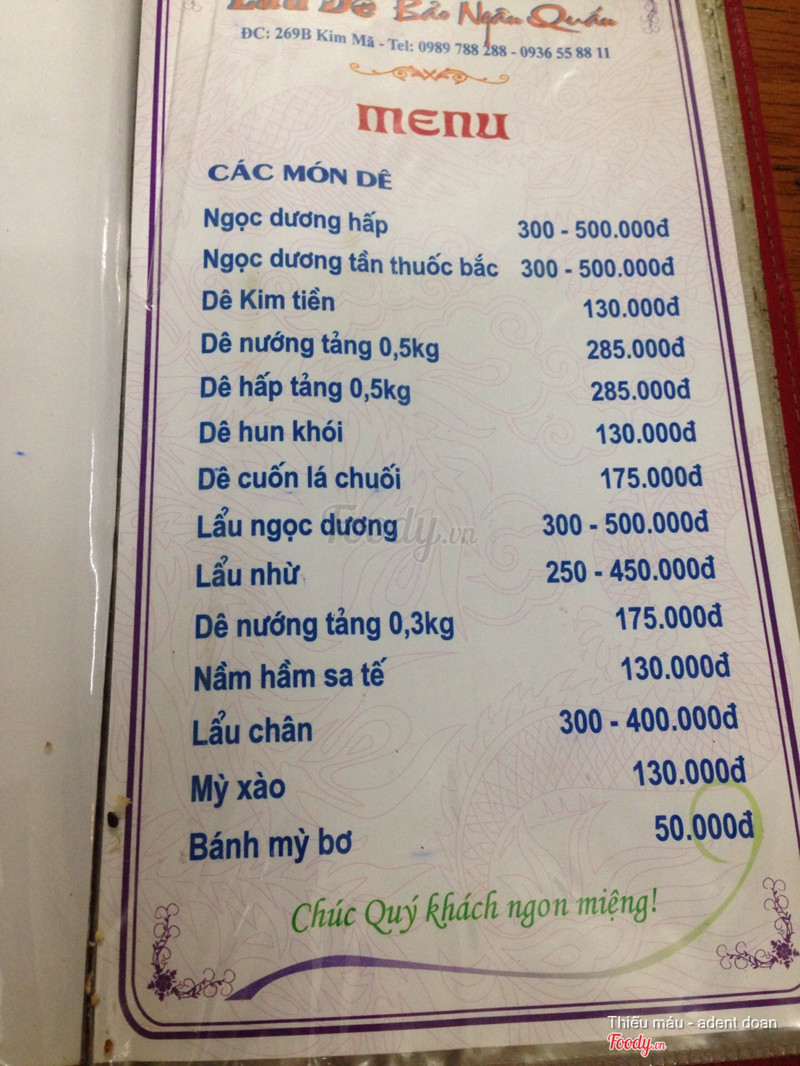 Lẩu Dê Bảo Ngân Quán
ĐC: 269B Kim Mã - Tel: 0989 788 288 - 0936 55 88 11
MENU
CÁC MÓN DÊ
Ngọc dương hấp 300 - 500.000đ
Ngọc dương tần thuốc bắc 300 - 500.000đ
Dê Kim tiền 130.000đ
Dê nướng tảng 0,5kg 285.000đ
Dê hấp tảng 0,5kg 285.000đ
Dê hun khói 130.000đ
Dê cuốn lá chuối 175.000đ
Lẩu ngọc dương 300 - 500.000đ
Foody.vn
Lẩu nhừ 250 - 450.000đ
Dê nướng tảng 0,3kg 175.000đ
Nầm hầm sa tế 130.000đ
Lẩu chân 300 - 400.000đ
Mỳ xào 130.000đ
Bánh mỳ bơ 50.000đ
Chúc Quý khách ngon miệng!
Thiếu máu - adent doan
Foody.vn